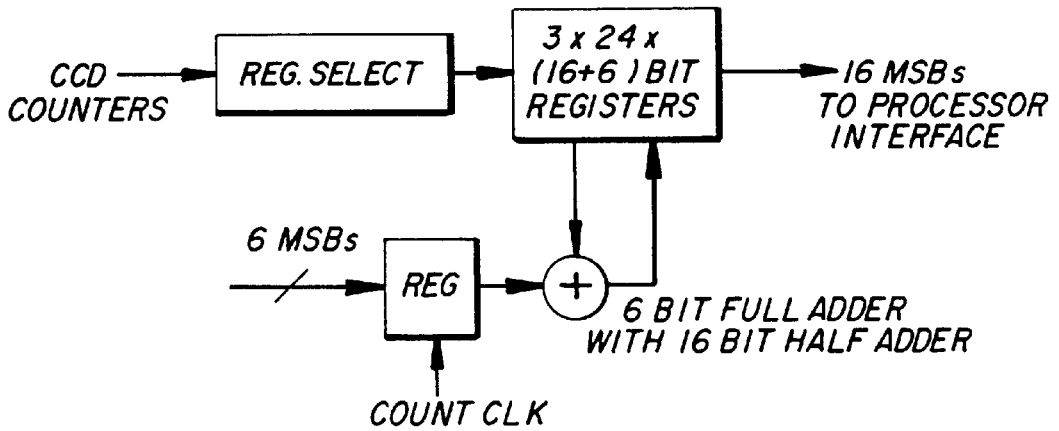 CCD
COUNTERS
REG. SELECT
3 x 24 x
(16+6) BIT
REGISTERS
16 MSBs
TO PROCESSOR
INTERFACE
6 MSBs
REG
+
6 BIT FULL ADDER
WITH 16 BIT HALF ADDER
COUNT CLK